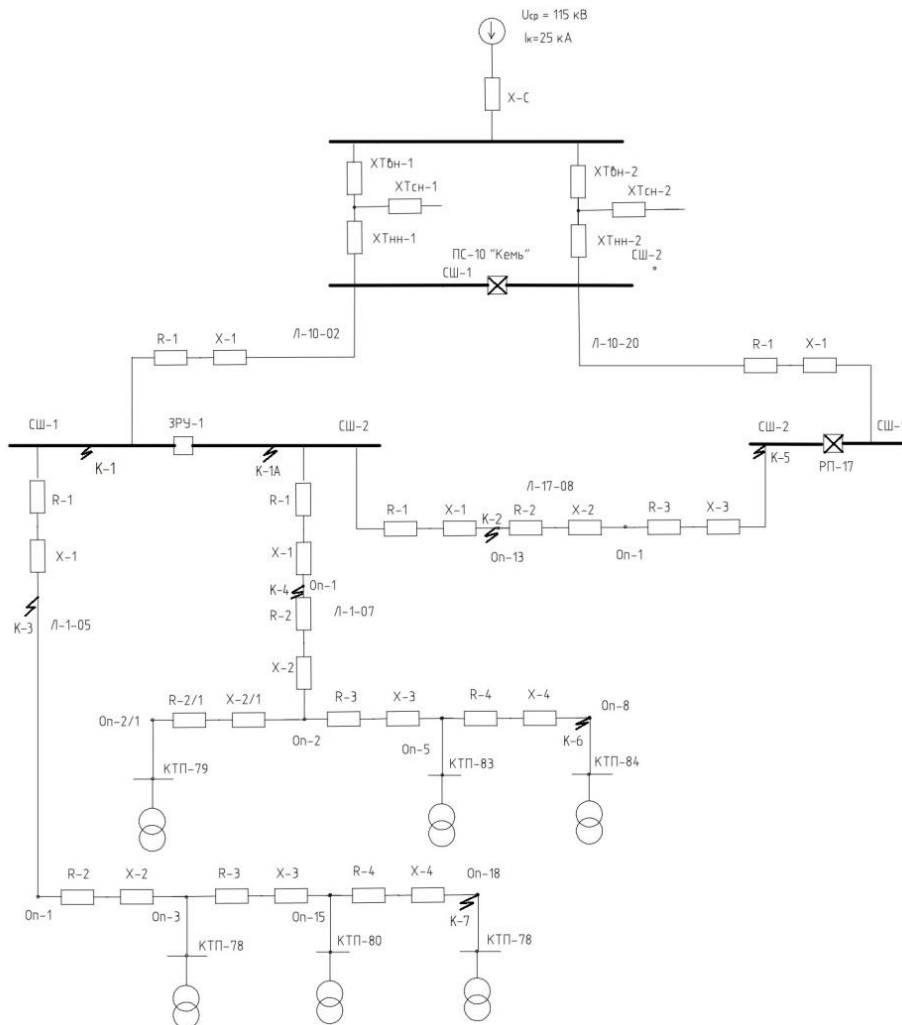 Uср = 115 кВ
Iк=25 кА
X-C
XTвн-1
XTвн-2
XTсн-1
XTсн-2
XTнн-1
XTнн-2
ПС-10 "Кемь"
СШ-2
СШ-1
Л-10-02
Л-10-20
R-1
X-1
R-1
X-1
СШ-1
ЗРУ-1
СШ-2
СШ-2
СШ-
К-1
К-1А
К-5
РП-17
Л-17-08
R-1
R-1
R-1
X-1
К-2
R-2
X-2
R-3
X-3
Оп-13
Оп-1
X-1
X-1
К-4
Оп-1
К-3
Л-1-05
R-2
Л-1-07
X-2
Оп-2/1
R-2/1
X-2/1
R-3
X-3
R-4
X-4
Оп-8
Оп-2
Оп-5
К-6
КТП-79
КТП-83
КТП-84
R-2
X-2
R-3
X-3
R-4
X-4
Оп-18
Оп-1
Оп-3
Оп-15
К-7
КТП-78
КТП-80
КТП-78